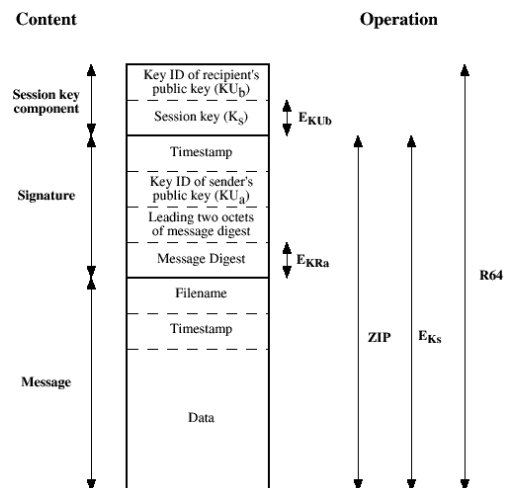 Content
Operation
Key ID of recipient's
public key (KUb)
Session key
component
Session key (Ks)
EKUb
Timestamp
Signature
Key ID of sender's
public key (KUa)
Leading two octets
of message digest
Message Digest
EKRa
R64
Filename
Timestamp
ZIP
EKs
Message
Data